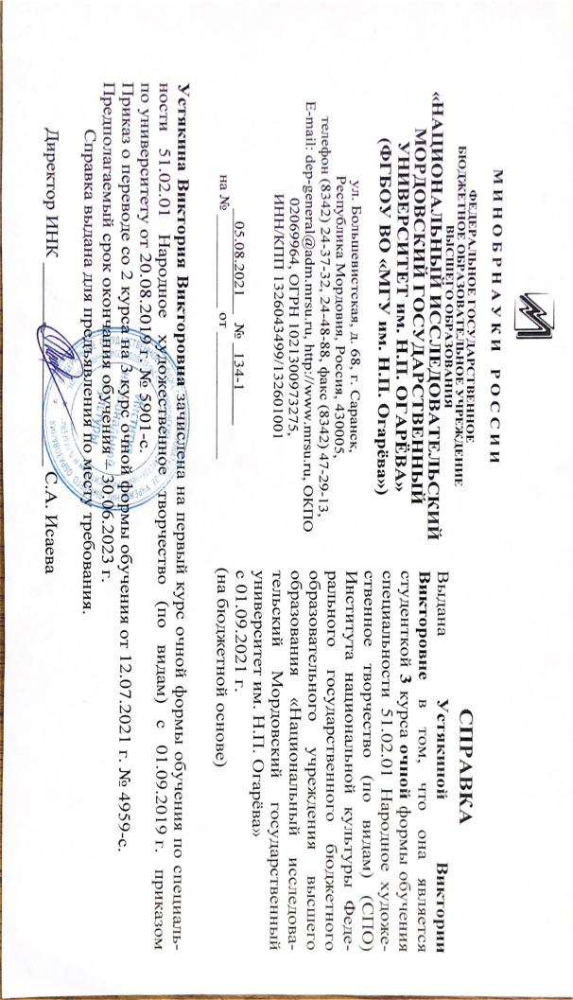 МИНОБРНАУКИ РОССИИ
ФЕДЕРАЛЬНОЕ ГОСУДАРСТВЕННОЕ
БЮДЖЕТНОЕ ОБРАЗОВАТЕЛЬНОЕ УЧРЕЖДЕНИЕ
ВЫСШЕГО ОБРАЗОВАНИЯ
«НАЦИОНАЛЬНЫЙ ИССЛЕДОВАТЕЛЬСКИЙ
МОРДОВСКИЙ ГОСУДАРСТВЕННЫЙ
УНИВЕРСИТЕТ им. Н.П. ОГАРЁВА»
(ФГБОУ ВО «МГУ им. Н.П. Огарёва»)
ул. Большевистская, д. 68, г. Саранск,
Республика Мордовия, Россия, 430005,
телефон (8342) 24-37-32, 24-48-88, факс (8342) 47-29-13,
E-mail: dep-general@adm.mrsu.ru, http://www.mrsu.ru, ОКПО
02069964, ОГРН 1021300973275,
ИНН/КПП 1326043499/132601001
05.08.2021 № 134-1
на № от
СПРАВКА
Выдана Устякиной Виктории
Викторовне в том, что она является
студенткой 3 курса очной формы обучения
специальности 51.02.01 Народное художе-
ственное творчество (по видам) (СПО)
Института национальной культуры Феде-
рального государственного бюджетного
образовательного учреждения высшего
образования «Национальный исследова-
тельский Мордовский государственный
университет им. Н.П. Огарёва»
с 01.09.2021 г.
(на бюджетной основе)
Устякина Виктория Викторовна зачислена на первый курс очной формы обучения по специаль-
ности 51.02.01 Народное художественное творчество (по видам) с 01.09.2019 г. приказом
по университету от 20.08.2019 г. № 5901-с.
Приказ о переводе со 2 курса на 3 курс очной формы обучения от 12.07.2021 г. № 4959-с.
Предполагаемый срок окончания обучения – 30.06.2023 г.
Справка выдана для предъявления по месту требования.
Директор ИНК С.А. Исаева